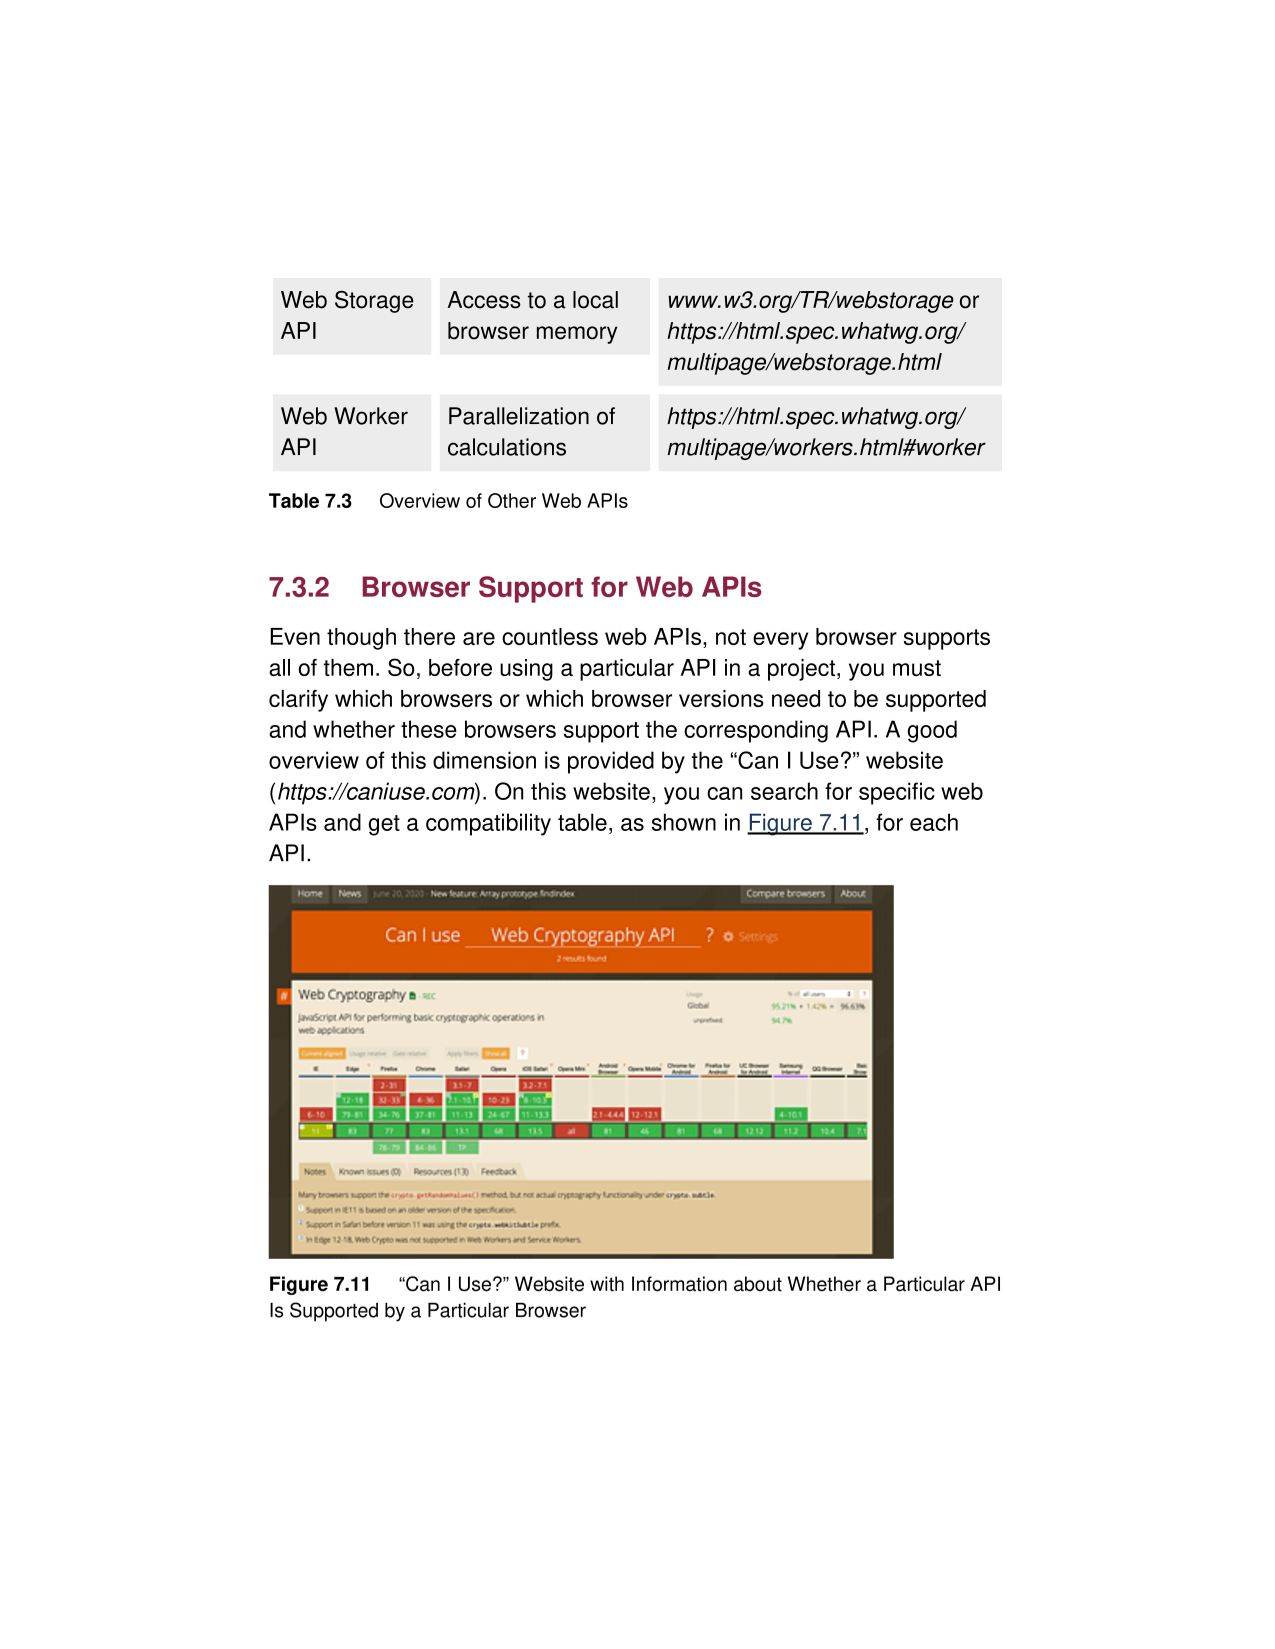 Web Storage API
Access to a local browser memory
www.w3.org/TR/webstorage or
https://html.spec.whatwg.org/
multipage/webstorage.html
Web Worker API
Parallelization of calculations
https://html.spec.whatwg.org/
multipage/workers.html#worker
Table 7.3 Overview of Other Web APIs
7.3.2 Browser Support for Web APIs
Even though there are countless web APIs, not every browser supports
all of them. So, before using a particular API in a project, you must
clarify which browsers or which browser versions need to be supported
and whether these browsers support the corresponding API. A good
overview of this dimension is provided by the “Can I Use?” website
(https://caniuse.com). On this website, you can search for specific web
APIs and get a compatibility table, as shown in Figure 7.11, for each
API.
Home News June 20, 2020 - New feature: Array.prototype.findIndex Compare browsers About
Can I use Web Cryptography API ? Settings
2 results found
# Web Cryptography - REC
Usage % of all users ?
Global 95.21% + 1.42% = 96.63%
unprefixed: 94.7%
JavaScript API for performing basic cryptographic operations in
web applications
Current aligned Usage relative Date relative Apply filters Show all ?
IE Edge Firefox Chrome Safari Opera iOS Safari Opera Mini Android Browser Opera Mobile Chrome for Android Firefox for Android UC Browser for Android Samsung Internet QQ Browser
2-31 3.1-7 3.2-7.1
12-18 32-33 4-36 7.1-10.1 10-23 8-10.3
6-10 79-81 34-76 37-81 11-13 24-67 11-13.3 2.1-4.4.4 12-12.1 4-10.1
11 83 77 83 13.1 68 13.5 all 81 46 81 68 12.12 11.2 10.4 7.1
78-79 84-86 TP
Notes Known issues (0) Resources (13) Feedback
Many browsers support the crypto.getRandomValues() method, but not actual cryptography functionality under crypto.subtle.
1 Support in IE11 is based on an older version of the specification.
2 Support in Safari before version 11 was using the crypto.webkitSubtle prefix.
3 In Edge 12-18, Web Crypto was not supported in Web Workers and Service Workers.
Figure 7.11 “Can I Use?” Website with Information about Whether a Particular API
Is Supported by a Particular Browser